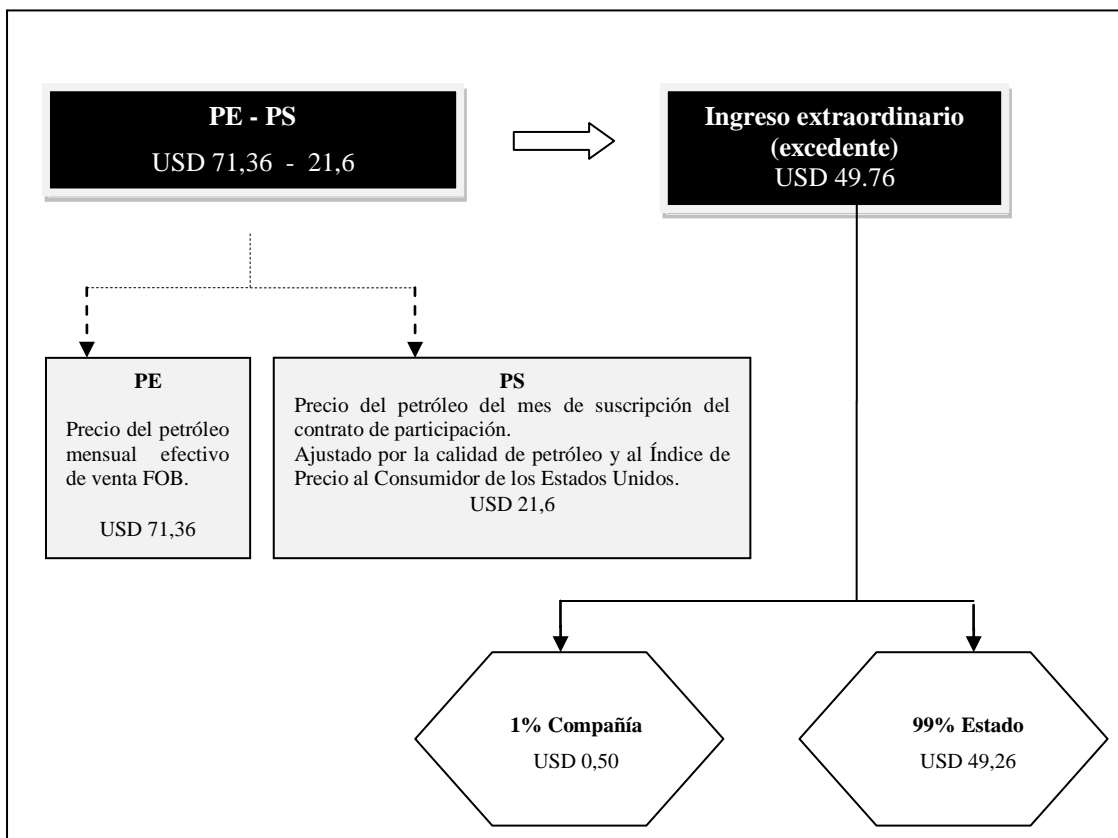 PE - PS
USD 71,36 - 21,6
Ingreso extraordinario
(excedente)
USD 49.76
PE
Precio del petróleo
mensual efectivo
de venta FOB.
USD 71,36
PS
Precio del petróleo del mes de suscripción del
contrato de participación.
Ajustado por la calidad de petróleo y al Índice de
Precio al Consumidor de los Estados Unidos.
USD 21,6
1% Compañía
USD 0,50
99% Estado
USD 49,26